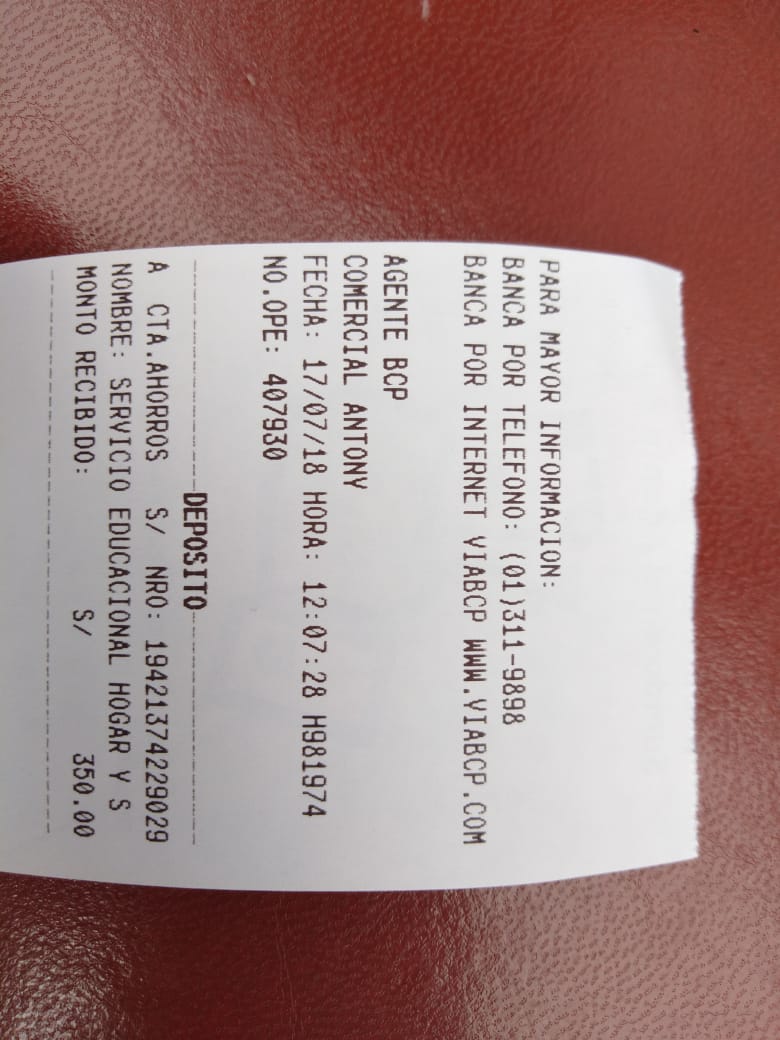 PARA MAYOR INFORMACION:
BANCA POR TELEFONO: (01)311-9898
BANCA POR INTERNET VIABCP WWW.VIABCP.COM
AGENTE BCP
COMERCIAL ANTONY
FECHA: 17/07/18 HORA: 12:07:28 H981974
NO.OPE: 407930
DEPOSITO
A CTA.AHORROS S/ NRO: 19421374229029
NOMBRE: SERVICIO EDUCACIONAL HOGAR Y S
MONTO RECIBIDO: S/ 350.00